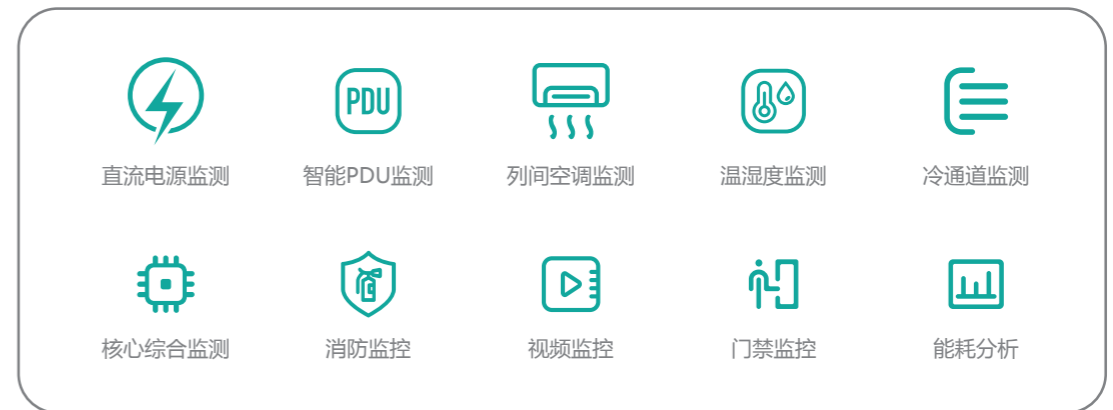 PDU
直流电源监测
智能PDU监测
列间空调监测
温湿度监测
冷通道监测
核心综合监测
消防监控
视频监控
门禁监控
能耗分析